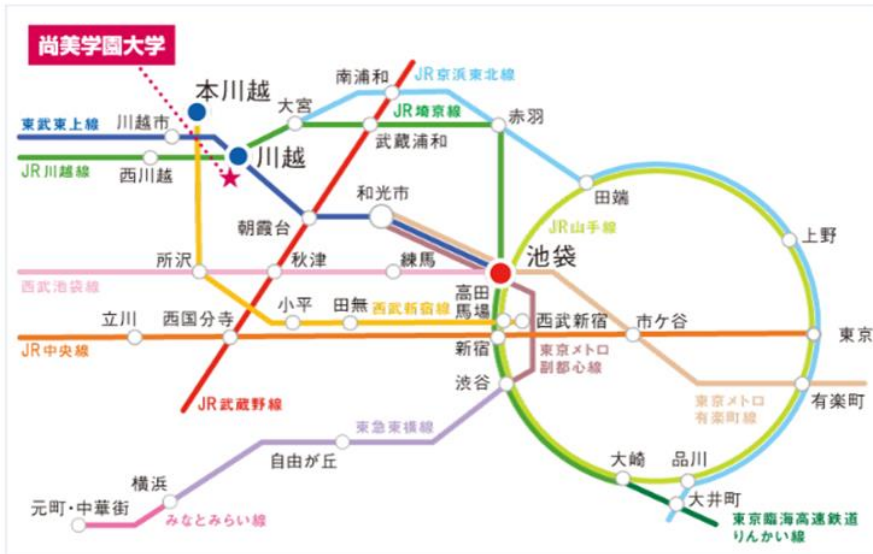 尚美学園大学
本川越
南浦和
JR京浜東北線
大宮
JR埼京線
赤羽
東武東上線
川越市
川越
武蔵浦和
JR川越線
西川越
和光市
田端
朝霞台
JR山手線
上野
所沢
秋津
練馬
池袋
西武池袋線
小平
田無
西武新宿線
高田
馬場
西武新宿
市ケ谷
立川
西国分寺
東京
JR中央線
新宿
東京メトロ
副都心線
渋谷
JR武蔵野線
東急東横線
東京メトロ
有楽町線
有楽町
自由が丘
大崎
品川
横浜
元町・中華街
みなとみらい線
大井町
東京臨海高速鉄道
りんかい線